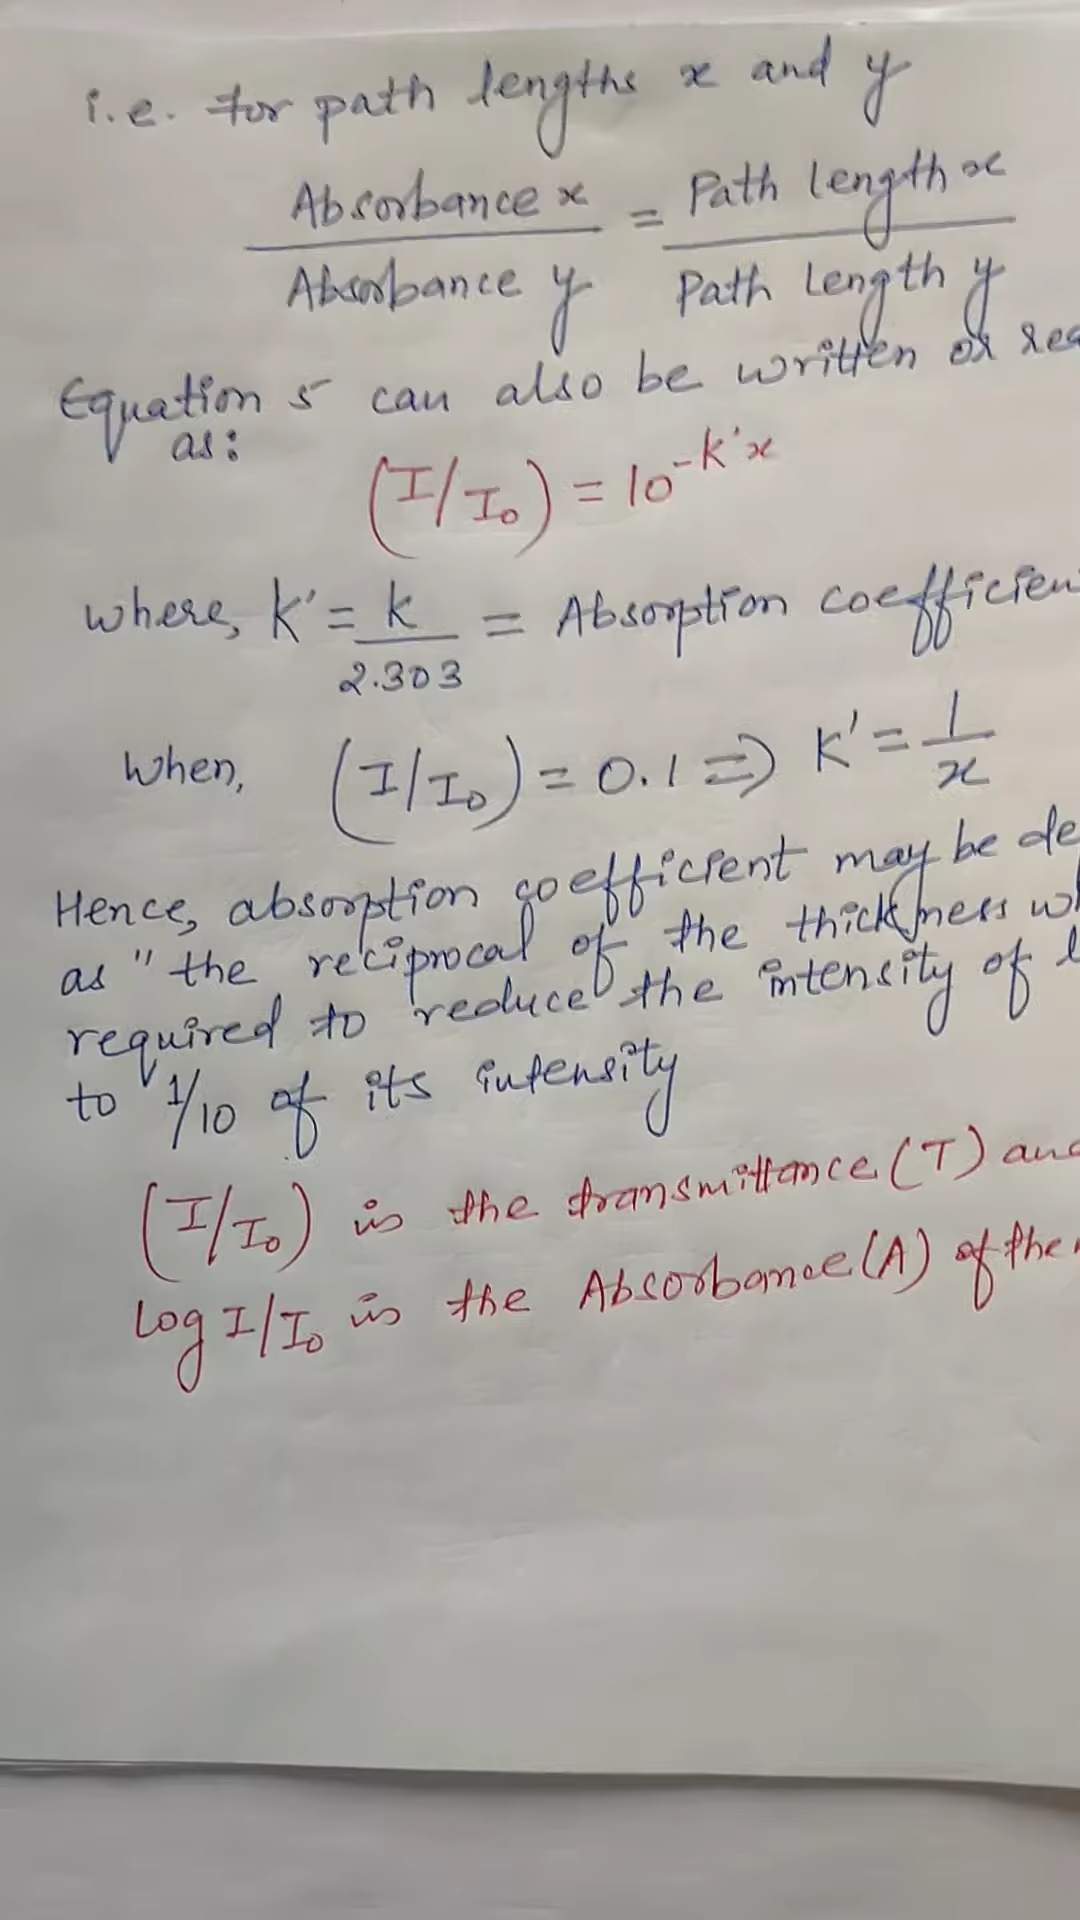 i.e. for path lengths x and y
Absorbance x / Absorbance y = Path length x / Path Length y
Equation 5 can also be written or
as:
(I/I₀) = 10^-k'x
where, K' = k/2.303 = Absorption
When, (I/I₀) = 0.1 => K' = 1/x
Hence, absorption coefficient may be
as "the reciprocal of the thickness
required to reduce the intensity of
to 1/10 of its intensity
(I/I₀) is the transmittance (T)
log I/I₀ is the Absorbance (A) of